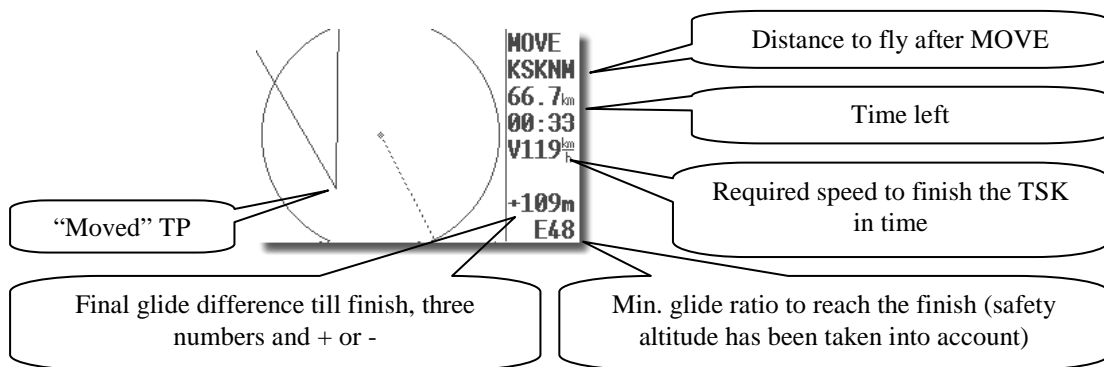 MOVE
KSKNM
66.7km
00:33
V119km/h
+109m
E48
Distance to fly after MOVE
Time left
Required speed to finish the TSK
in time
“Moved” TP
Final glide difference till finish, three
numbers and + or -
Min. glide ratio to reach the finish (safety
altitude has been taken into account)